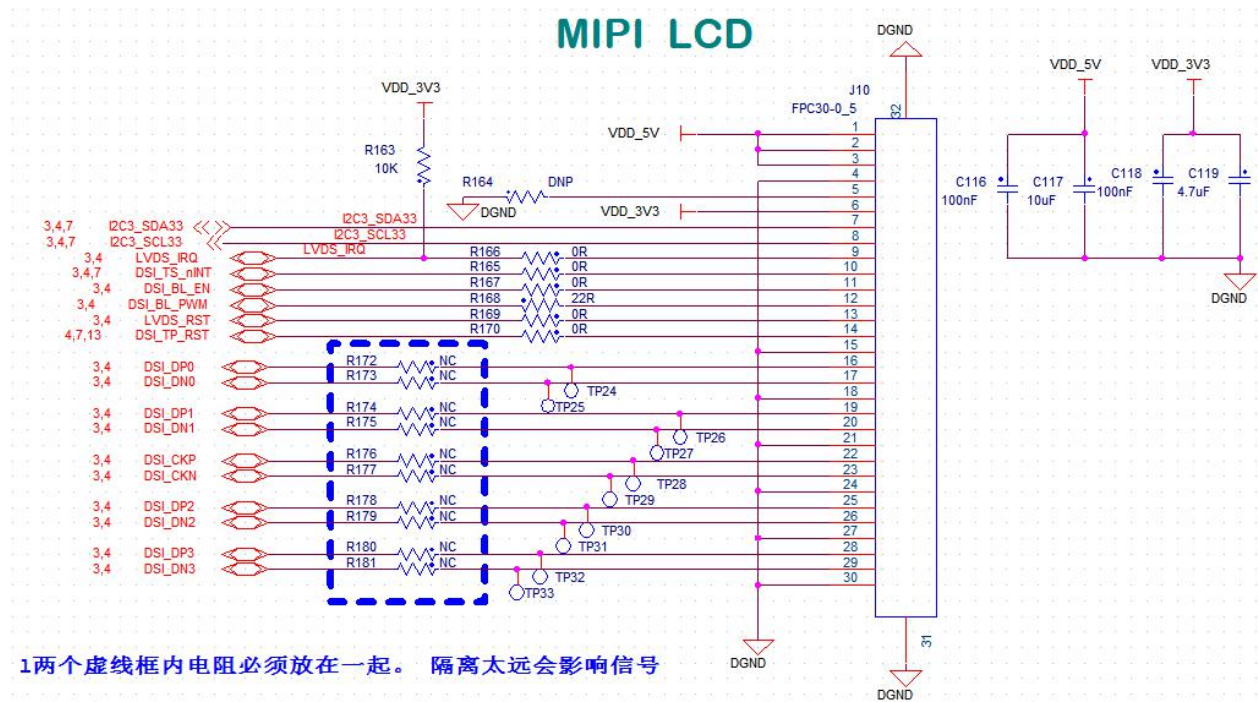 MIPI LCD
DGND
VDD_5V VDD_3V3
VDD_3V3
J10
FPC30-0_5
32
VDD_5V
1
2
3
R163
10K
4
R164 DNP
5
DGND
VDD_3V3
6
C116
100nF
C117
10uF
C118
100nF
C119
4.7uF
3,4,7 I2C3_SDA33 I2C3_SDA33 7
3,4,7 I2C3_SCL33 I2C3_SCL33 8
3,4 LVDS_IRQ LVDS_IRQ R166 0R 9
3,4,7 DSI_TS_nINT R165 0R 10
3,4 DSI_BL_EN R167 0R 11
3,4 DSI_BL_PWM R168 22R 12
3,4 LVDS_RST R169 0R 13
4,7,13 DSI_TP_RST R170 0R 14
DGND
15
3,4 DSI_DP0 R172 NC 16
3,4 DSI_DN0 R173 NC 17
TP24
TP25
18
3,4 DSI_DP1 R174 NC 19
3,4 DSI_DN1 R175 NC 20
TP26
TP27
21
3,4 DSI_CKP R176 NC 22
3,4 DSI_CKN R177 NC 23
TP28
TP29
24
3,4 DSI_DP2 R178 NC 25
3,4 DSI_DN2 R179 NC 26
TP30
TP31
27
3,4 DSI_DP3 R180 NC 28
3,4 DSI_DN3 R181 NC 29
TP32
TP33
30
31
DGND
DGND
1两个虚线框内电阻必须放在一起。 隔离太远会影响信号